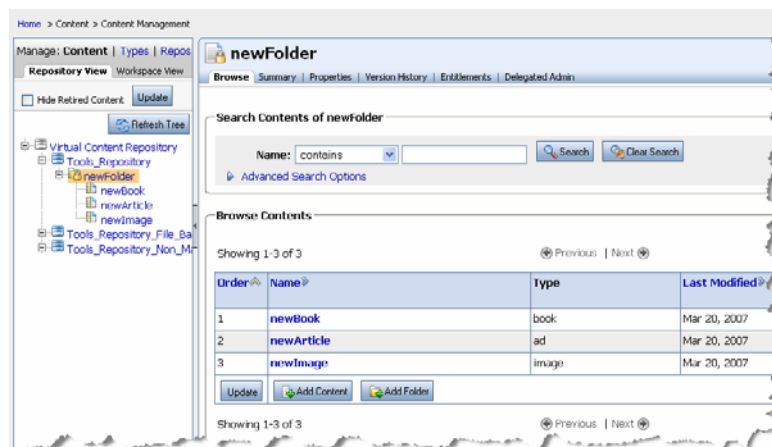 Home > Content > Content Management
Manage: Content | Types | Repos
Repository View Workspace View
Hide Retired Content Update
Refresh Tree
Virtual Content Repository
Tools_Repository
newFolder
newBook
newArticle
newImage
Tools_Repository_File_Ba
Tools_Repository_Non_Ma
newFolder
Browse Summary | Properties | Version History | Entitlements | Delegated Admin
Search Contents of newFolder
Name: contains Search Clear Search
Advanced Search Options
Browse Contents
Showing 1-3 of 3 Previous | Next
Order Name Type Last Modified
1 newBook book Mar 20, 2007
2 newArticle ad Mar 20, 2007
3 newImage image Mar 20, 2007
Update Add Content Add Folder
Showing 1-3 of 3 Previous | Next